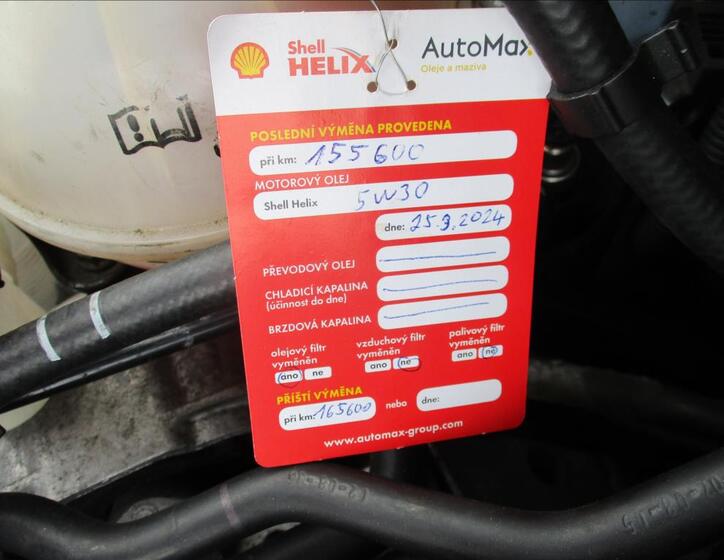 Shell
HELIX
AutoMax
Oleje a maziva
POSLEDNÍ VÝMĚNA PROVEDENA
při km: 155600
MOTOROVÝ OLEJ
Shell Helix 5W30
dne: 25.3.2024
PŘEVODOVÝ OLEJ
CHLADICÍ KAPALINA
(účinnost do dne)
BRZDOVÁ KAPALINA
olejový filtr vyměněn
ano ne
vzduchový filtr vyměněn
ano ne
palivový filtr vyměněn
ano ne
PŘÍŠTÍ VÝMĚNA
při km: 165600 nebo dne:
www.automax-group.com